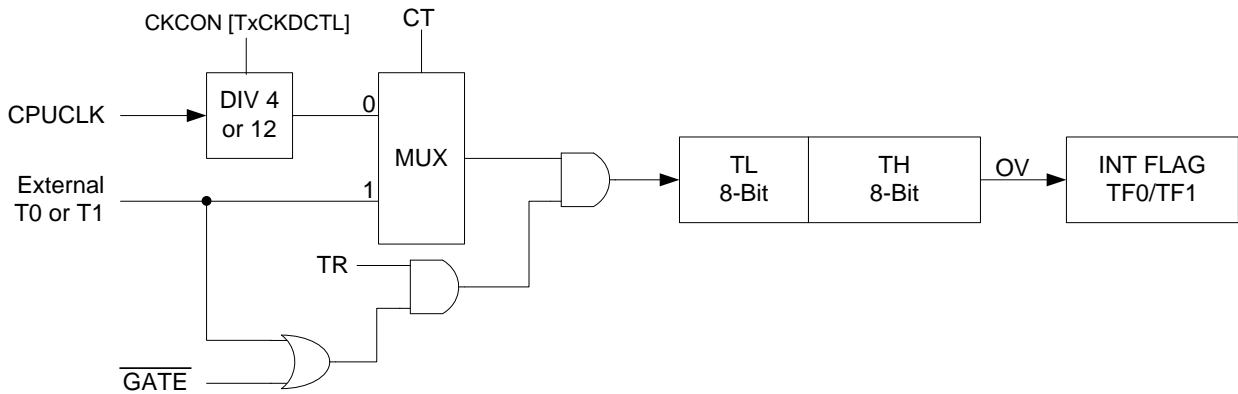 CKCON [TxCKDCTL]
CT
CPUCLK
DIV 4
or 12
0
MUX
External
T0 or T1
1
TL
8-Bit
TH
8-Bit
OV
INT FLAG
TF0/TF1
TR
GATE